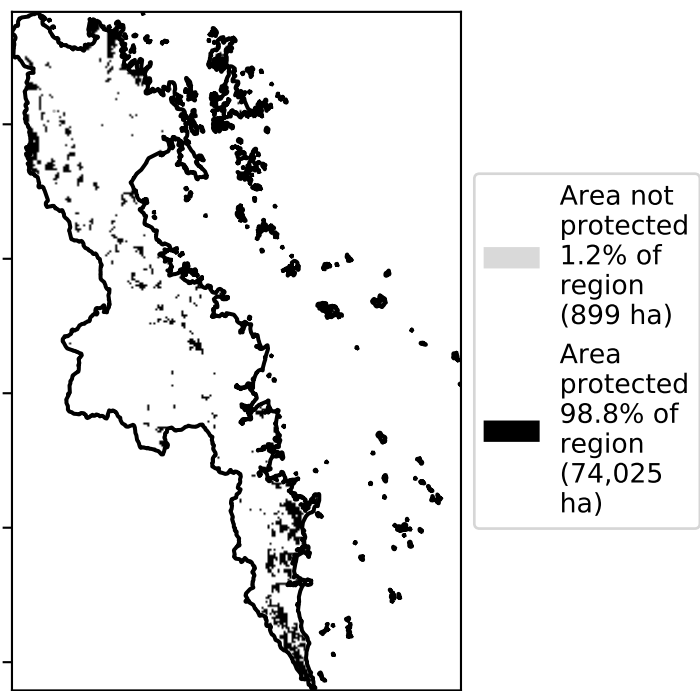 Area not
protected
1.2% of
region
(899 ha)
Area
protected
98.8% of
region
(74,025
ha)